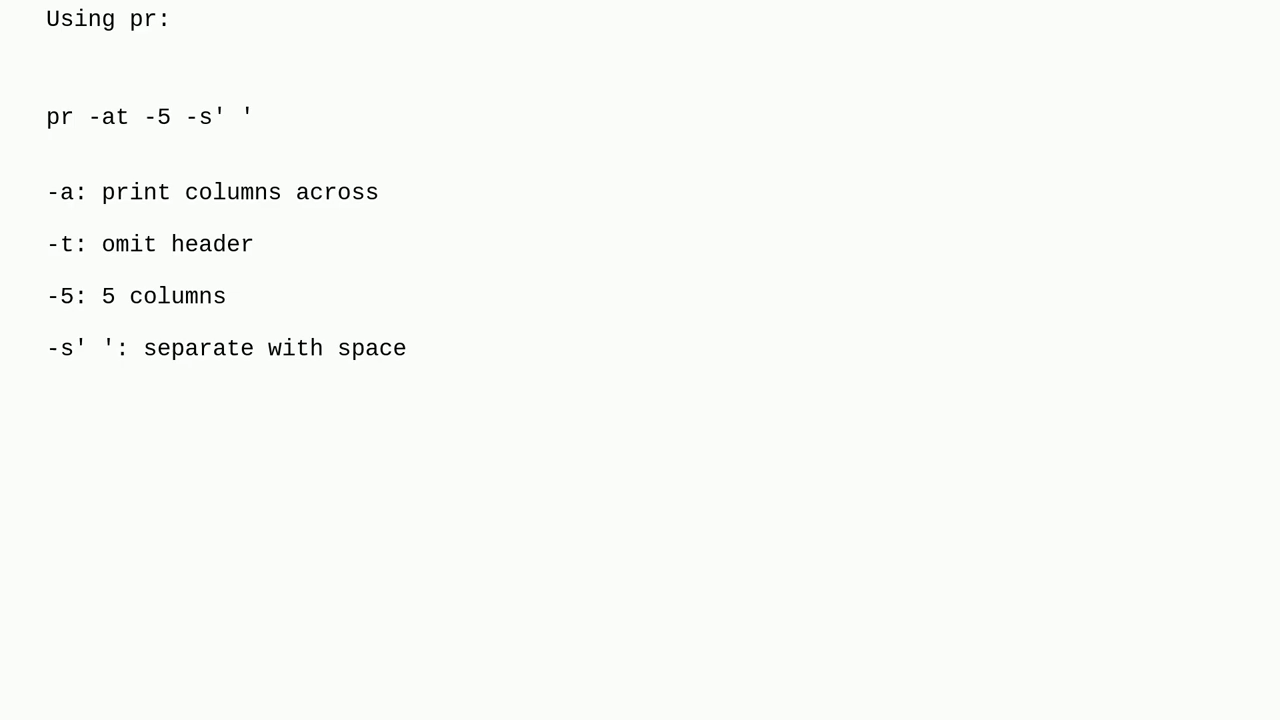 Using pr:
pr -at -5 -s' '
-a: print columns across
-t: omit header
-5: 5 columns
-s' ': separate with space